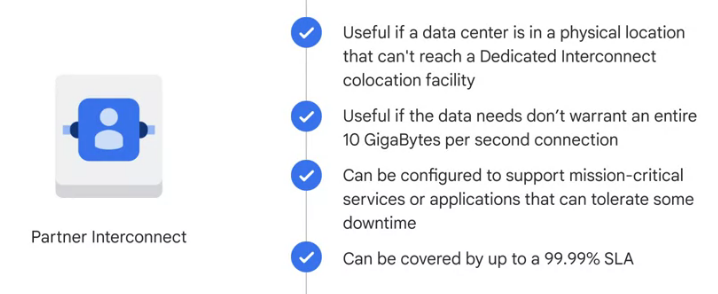 Useful if a data center is in a physical location
that can't reach a Dedicated Interconnect
colocation facility
Useful if the data needs don’t warrant an entire
10 GigaBytes per second connection
Can be configured to support mission-critical
services or applications that can tolerate some
downtime
Partner Interconnect
Can be covered by up to a 99.99% SLA